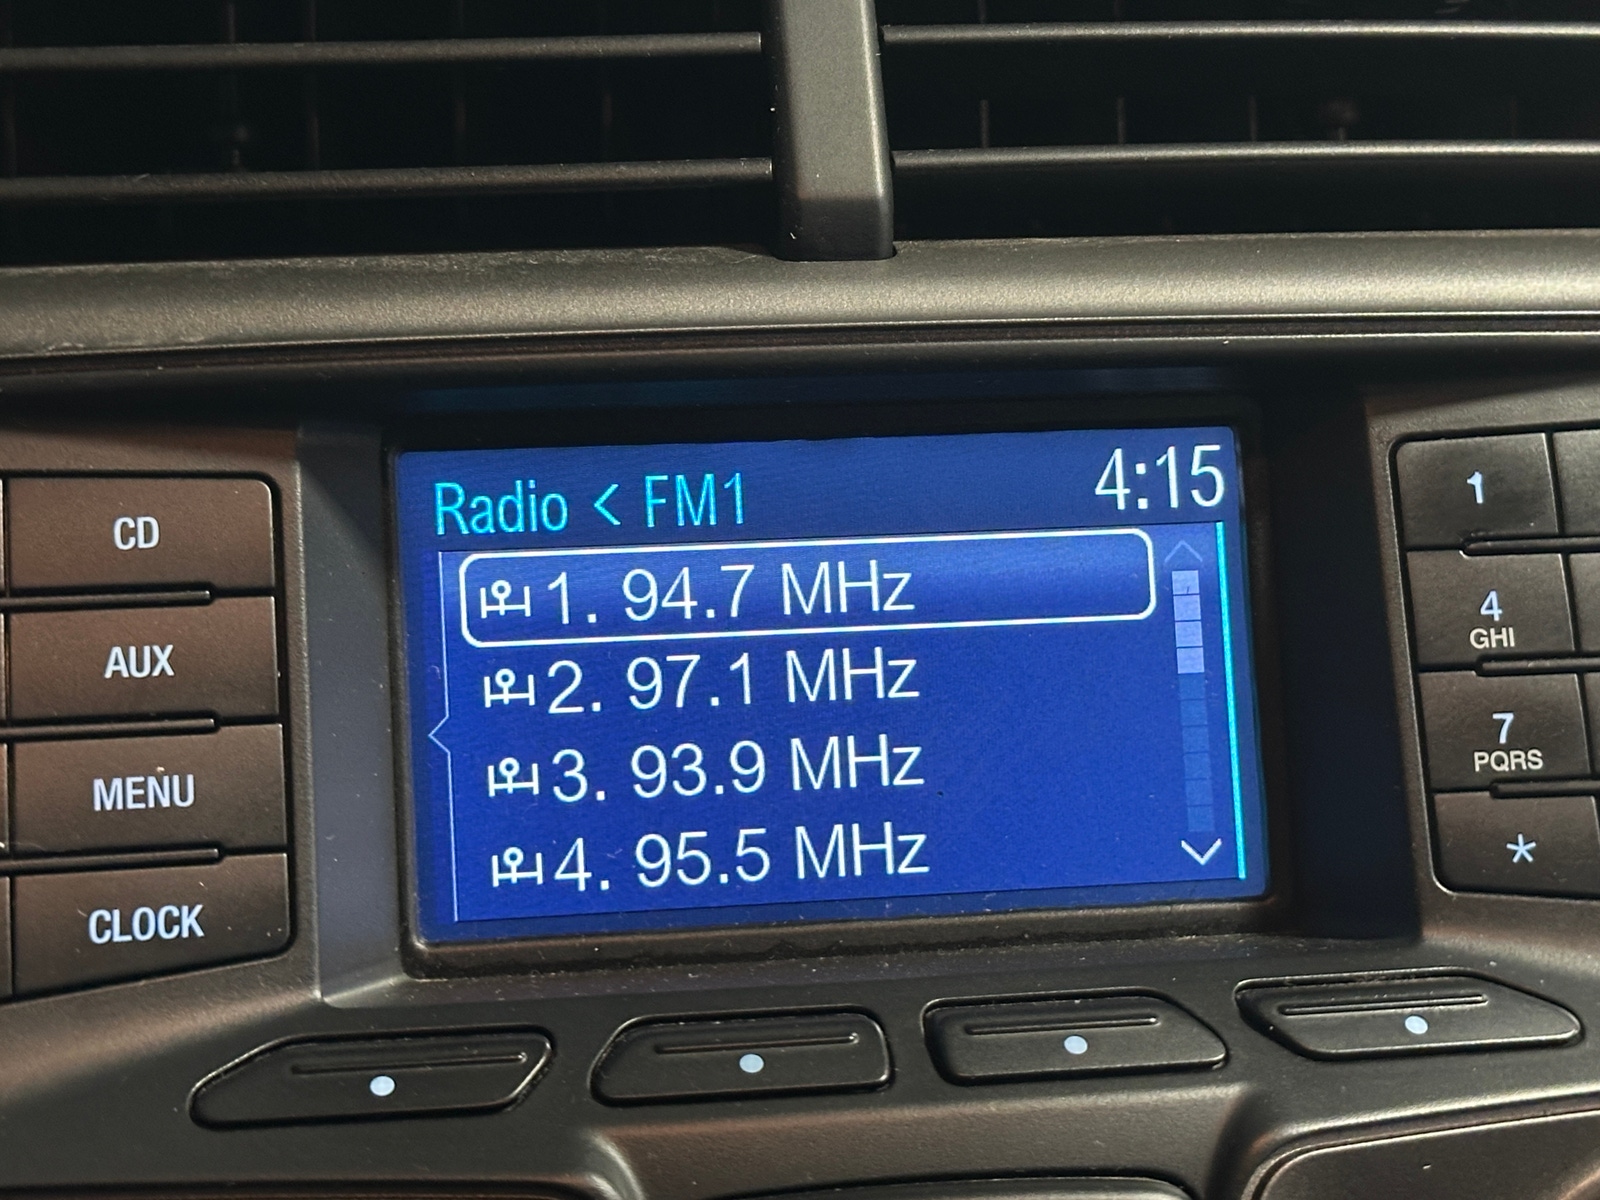 Radio < FM1
4:15
1. 94.7 MHz
2. 97.1 MHz
3. 93.9 MHz
4. 95.5 MHz
CD
AUX
MENU
CLOCK
1
4
GHI
7
PQRS
*